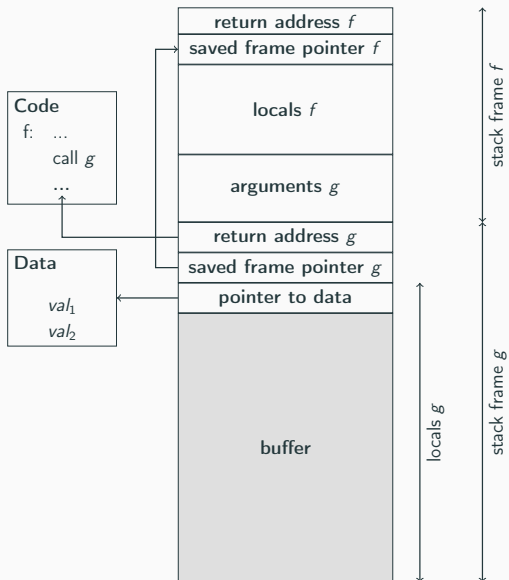 return address f
saved frame pointer f
locals f
arguments g
return address g
saved frame pointer g
pointer to data
buffer
Code
f: ...
call g
...
Data
val₁
val₂
locals g
stack frame f
stack frame g